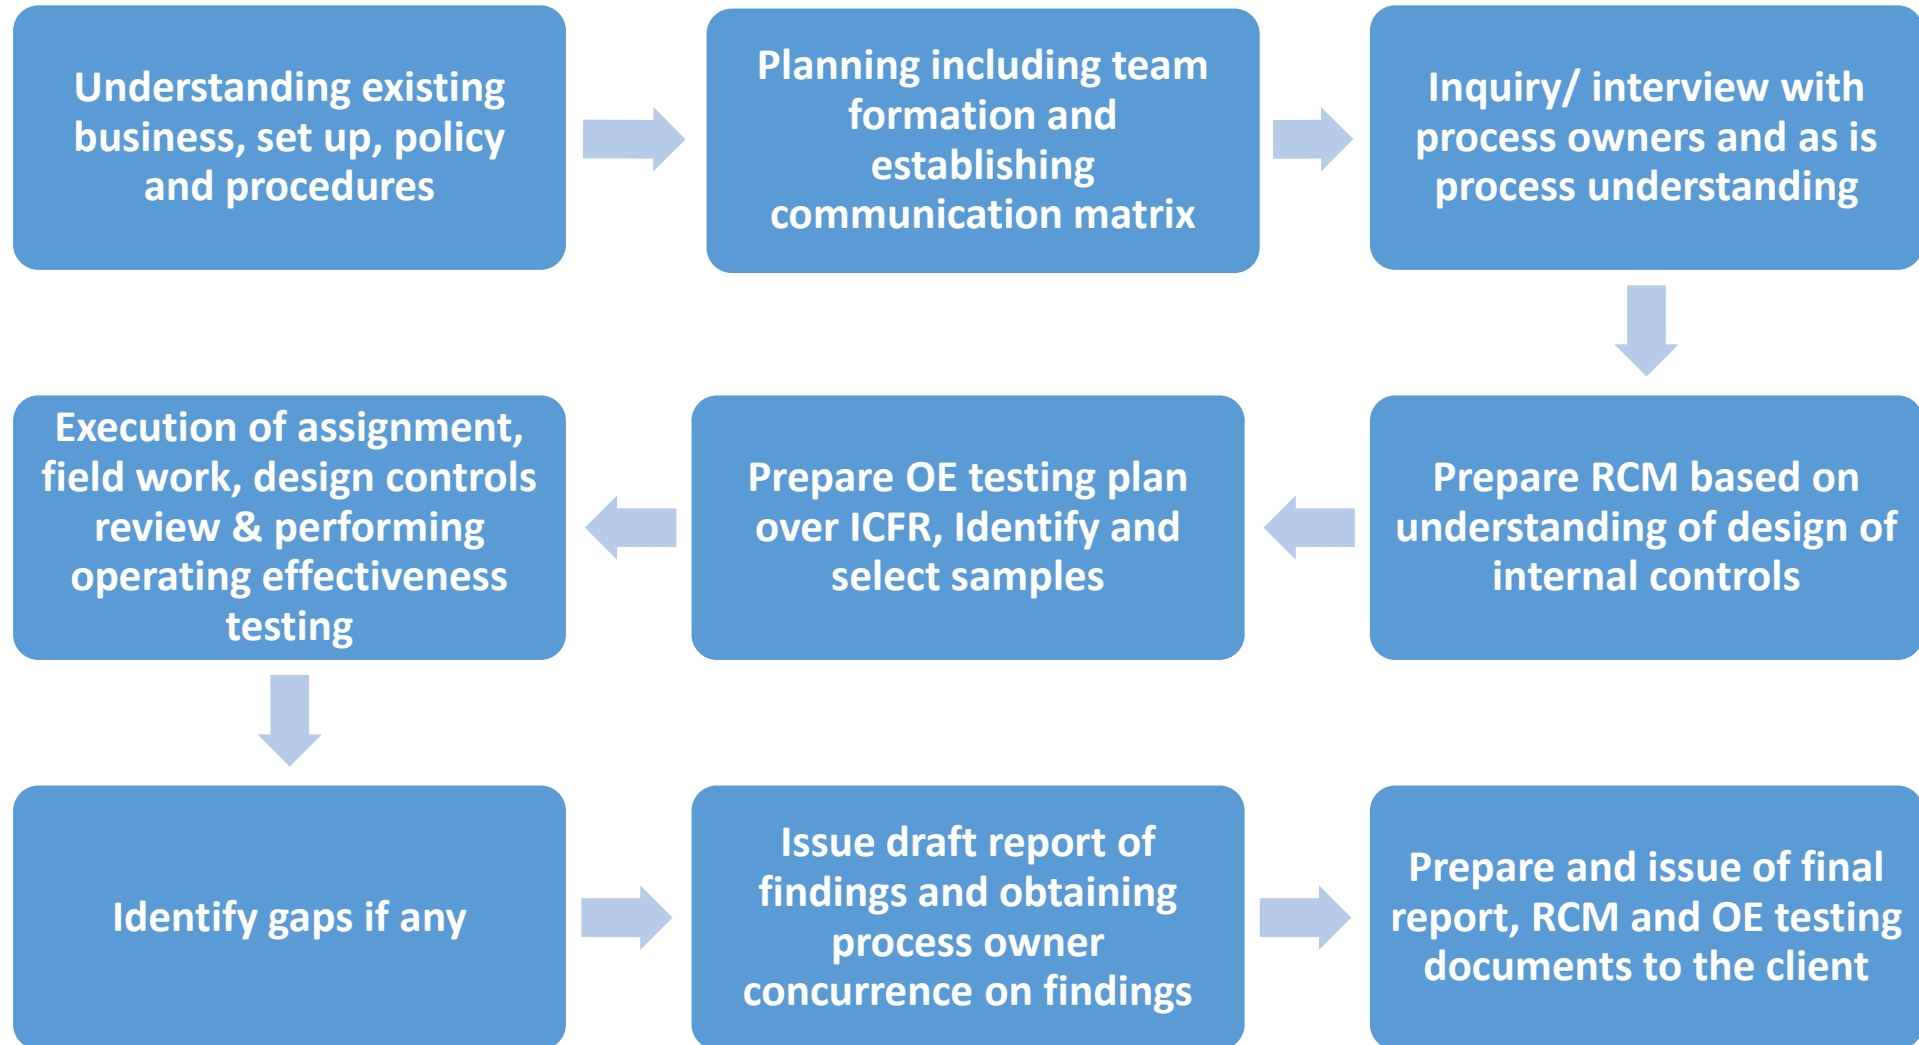 Understanding existing
business, set up, policy
and procedures
Planning including team
formation and
establishing
communication matrix
Inquiry/ interview with
process owners and as is
process understanding
Prepare RCM based on
understanding of design of
internal controls
Prepare OE testing plan
over ICFR, Identify and
select samples
Execution of assignment,
field work, design controls
review & performing
operating effectiveness
testing
Identify gaps if any
Issue draft report of
findings and obtaining
process owner
concurrence on findings
Prepare and issue of final
report, RCM and OE testing
documents to the client